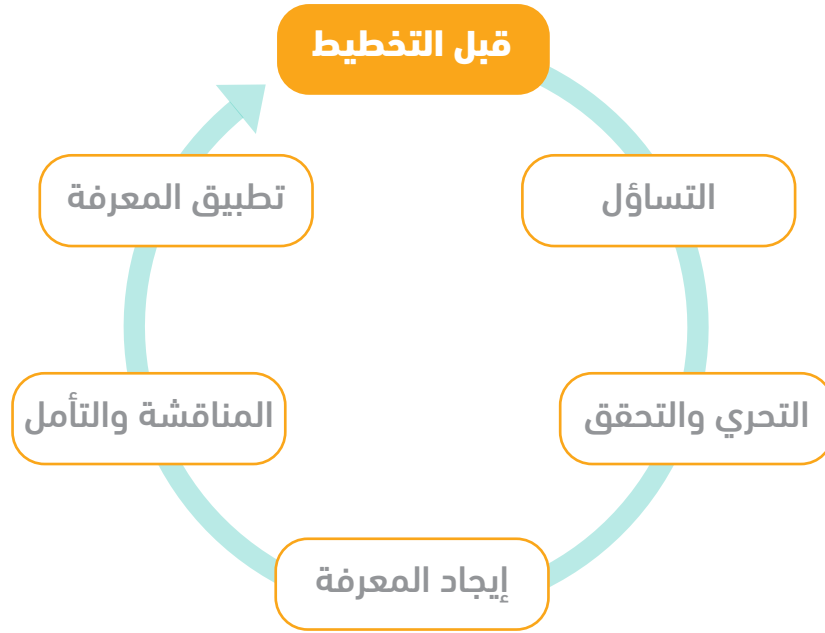 قبل التخطيط
التساؤل
التحري والتحقق
إيجاد المعرفة
المناقشة والتأمل
تطبيق المعرفة